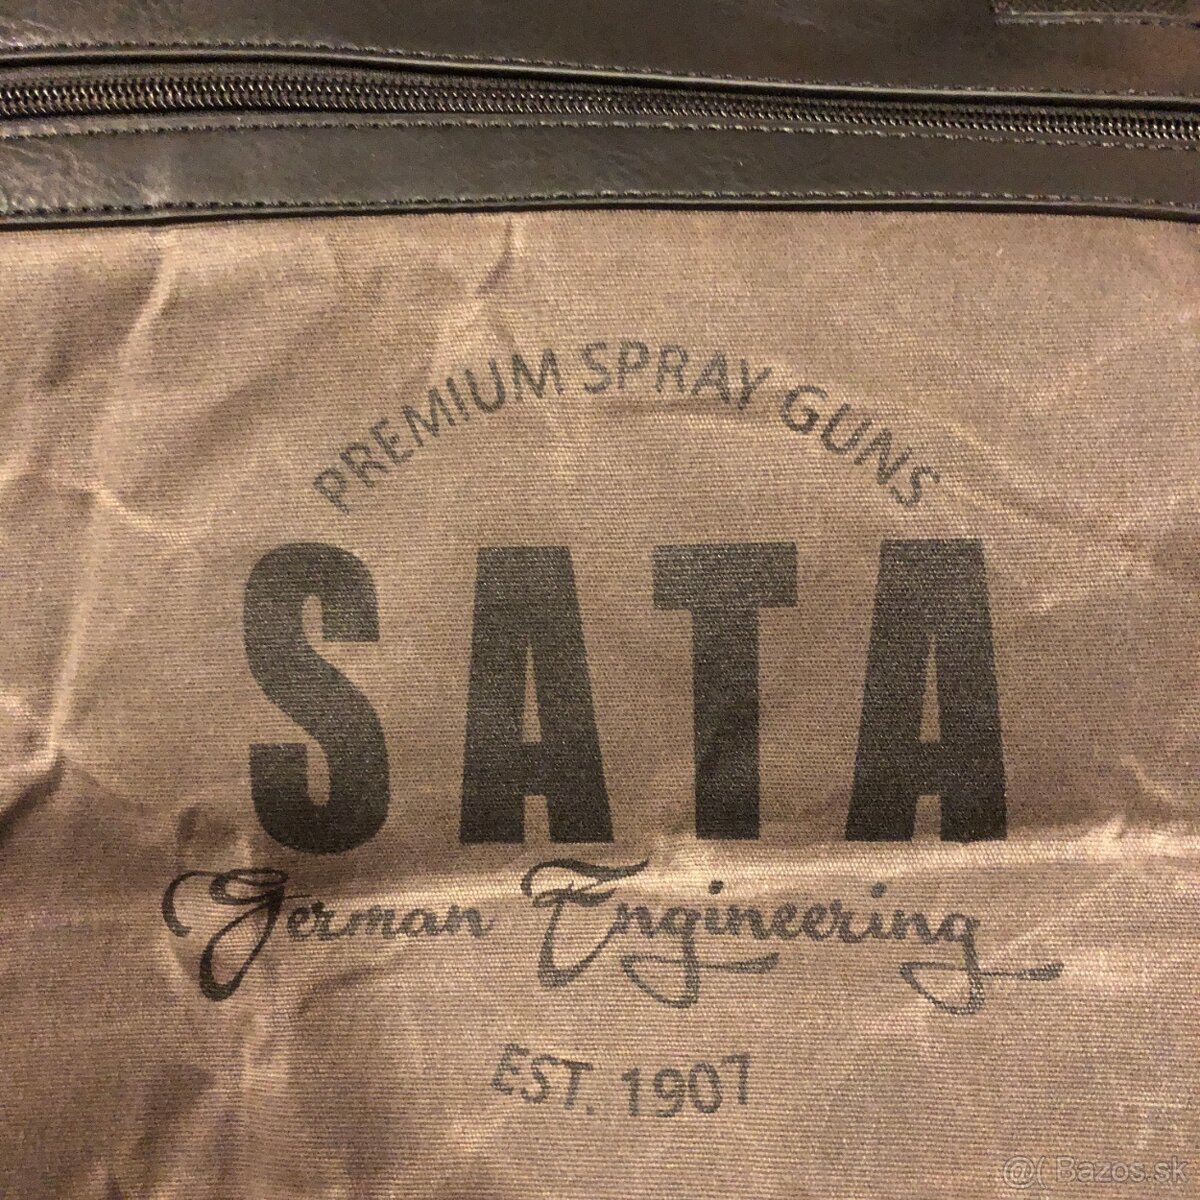 PREMIUM SPRAY GUNS
SATA
German Engineering
EST. 1907
@( Bazos.sk